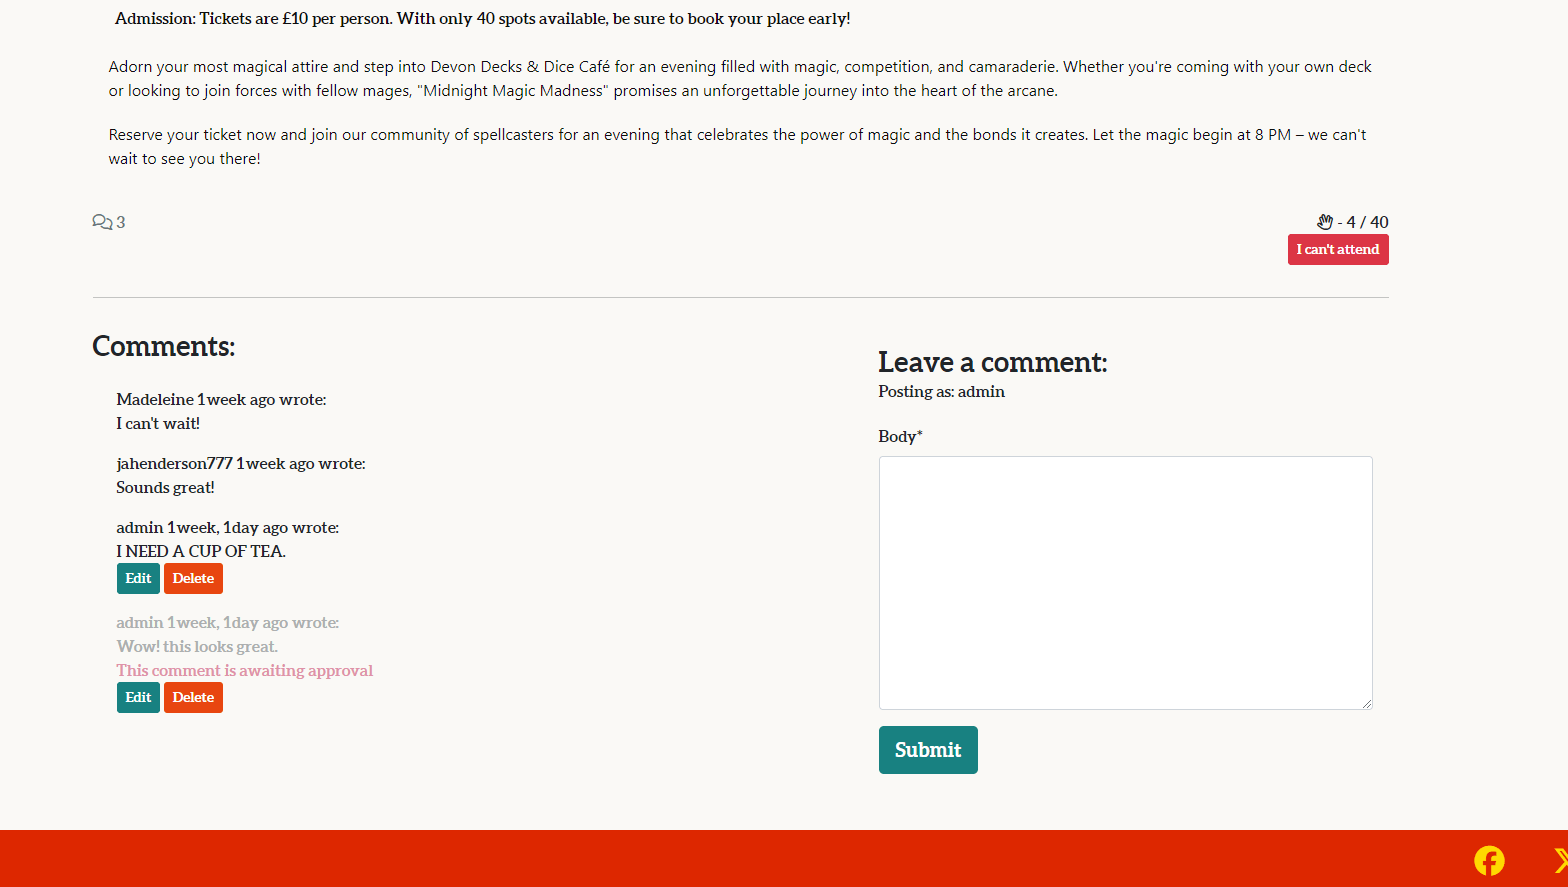 Admission: Tickets are £10 per person. With only 40 spots available, be sure to book your place early!
Adorn your most magical attire and step into Devon Decks & Dice Café for an evening filled with magic, competition, and camaraderie. Whether you're coming with your own deck
or looking to join forces with fellow mages, "Midnight Magic Madness" promises an unforgettable journey into the heart of the arcane.
Reserve your ticket now and join our community of spellcasters for an evening that celebrates the power of magic and the bonds it creates. Let the magic begin at 8 PM – we can't
wait to see you there!
3
- 4 / 40
I can't attend
Comments:
Madeleine 1 week ago wrote:
I can't wait!
jahenderson777 1 week ago wrote:
Sounds great!
admin 1 week, 1 day ago wrote:
I NEED A CUP OF TEA.
Edit Delete
admin 1 week, 1 day ago wrote:
Wow! this looks great.
This comment is awaiting approval
Edit Delete
Leave a comment:
Posting as: admin
Body*
Submit